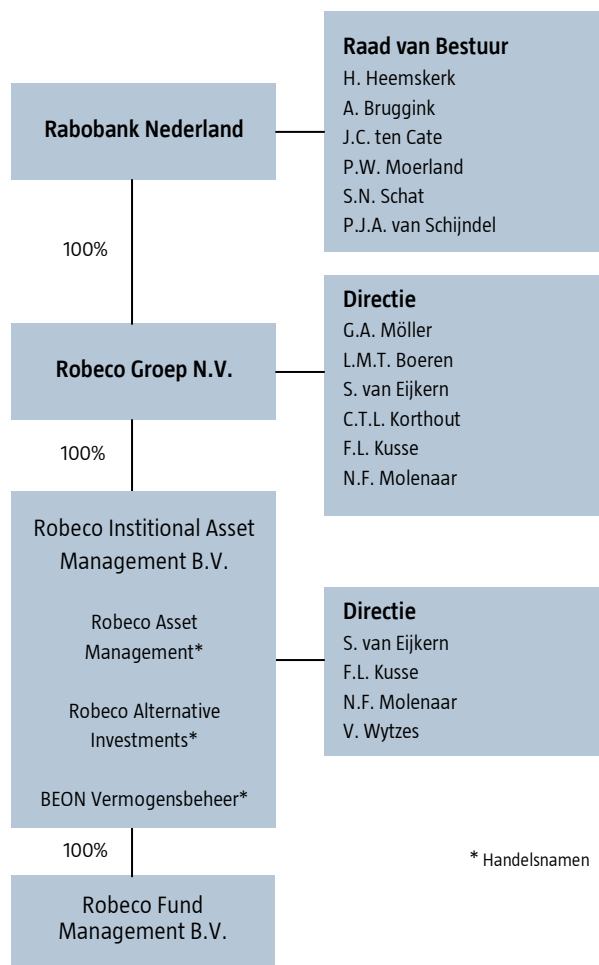 Raad van Bestuur
H. Heemskerk
A. Bruggink
J.C. ten Cate
P.W. Moerland
S.N. Schat
P.J.A. van Schijndel
Rabobank Nederland
100%
Directie
G.A. Möller
L.M.T. Boeren
S. van Eijkern
C.T.L. Korthout
F.L. Kusse
N.F. Molenaar
Robeco Groep N.V.
100%
Robeco Institional Asset
Management B.V.
Robeco Asset
Management*
Robeco Alternative
Investments*
BEON Vermogensbeheer*
Directie
S. van Eijkern
F.L. Kusse
N.F. Molenaar
V. Wytzes
100%
* Handelsnamen
Robeco Fund
Management B.V.